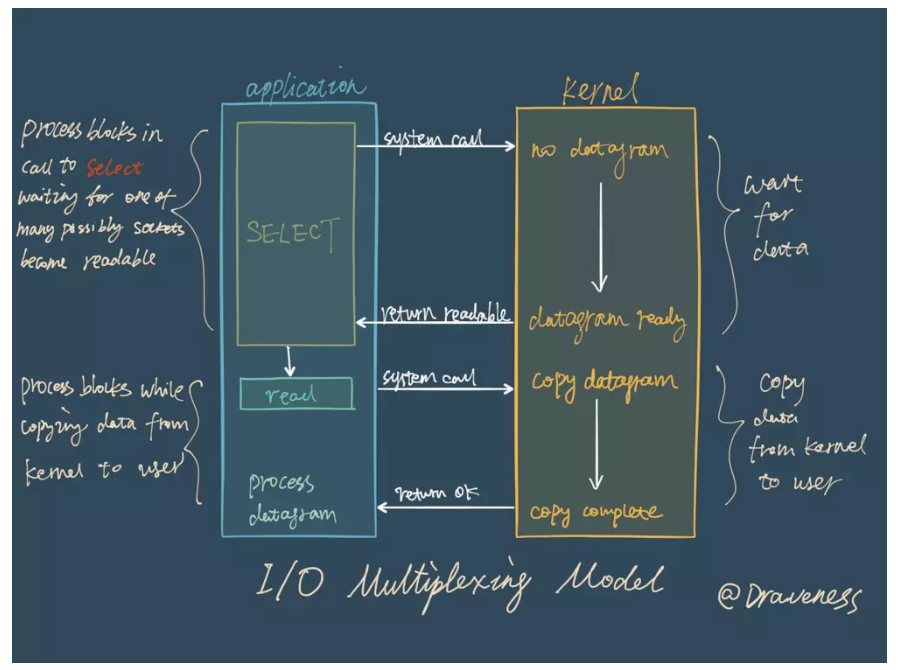 application
Kernel
process blocks in
call to select
waiting for one of
many possibly sockets
become readable
SELECT
system call
no datagram
wait
for
data
return readable
datagram ready
process blocks while
copying data from
kernel to user
read
system call
copy datagram
copy
data
from kernel
to user
process
datagram
return OK
copy complete
I/O Multiplexing Model
@Draveness